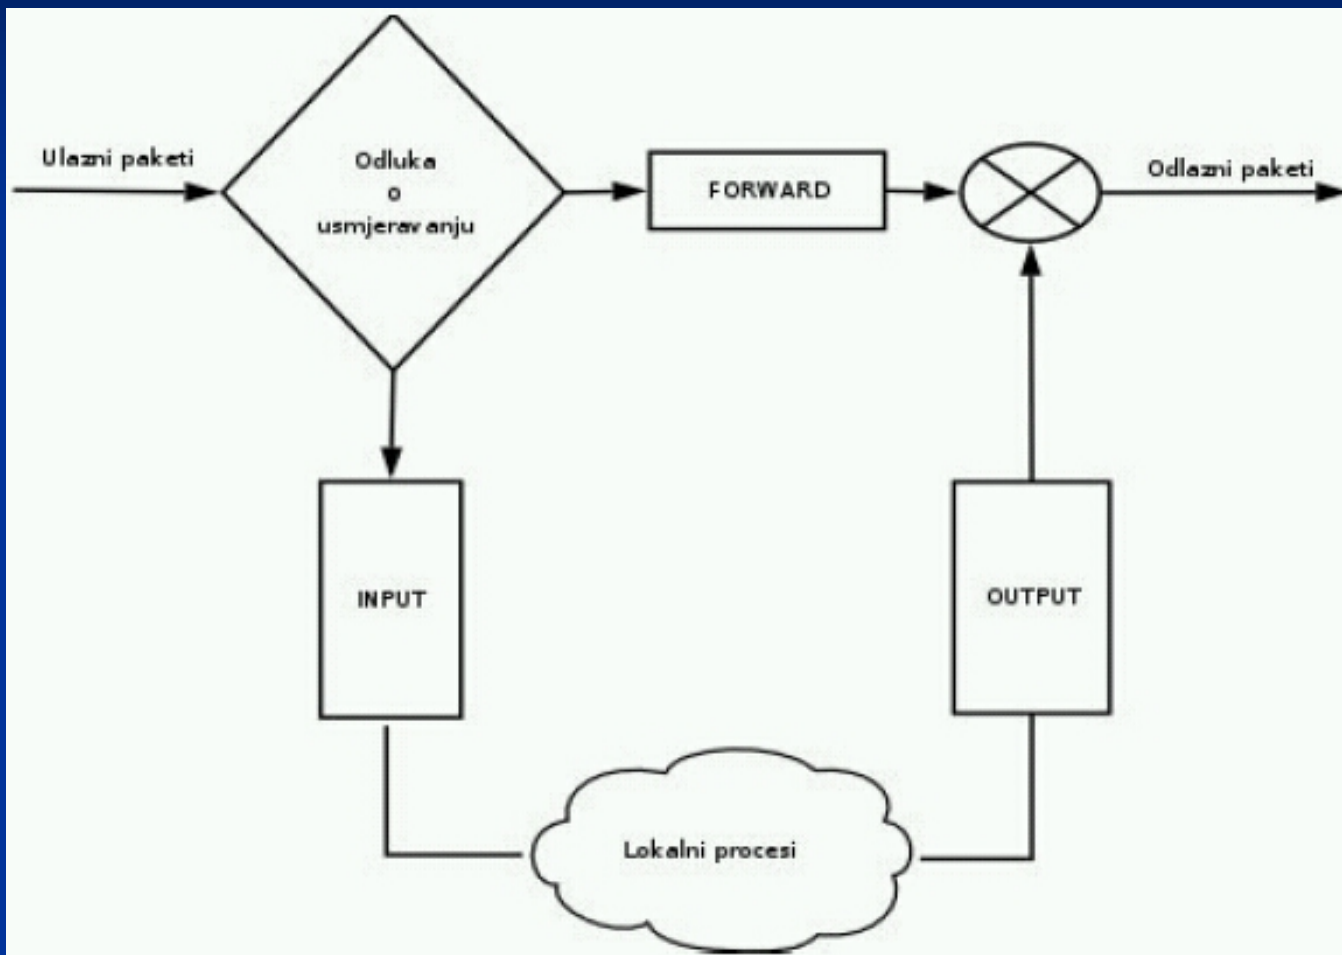 Ulazni paketi
Odluka
o
usmjeravanju
FORWARD
Odlazni paketi
INPUT
OUTPUT
Lokalni procesi